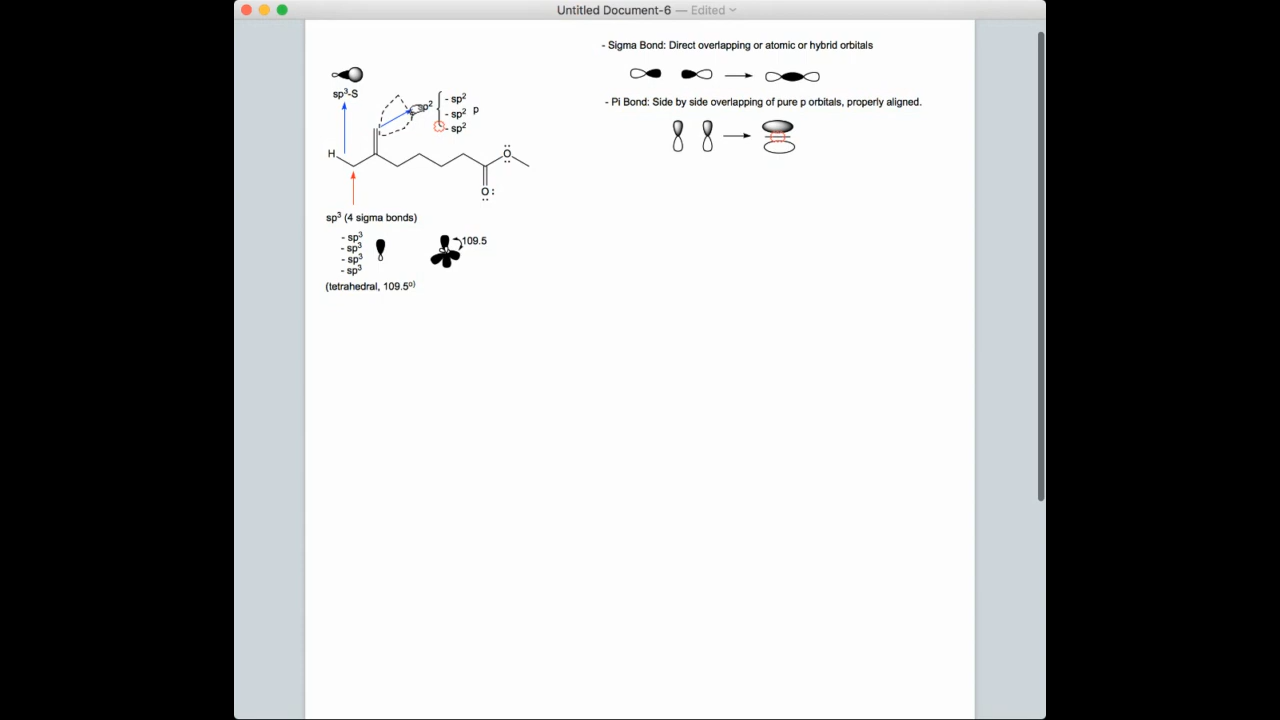 Untitled Document-6 — Edited
- Sigma Bond: Direct overlapping or atomic or hybrid orbitals
sp³-S
- Pi Bond: Side by side overlapping of pure p orbitals, properly aligned.
sp²
- sp²
- sp² p
- sp²
H
O
O
sp³ (4 sigma bonds)
- sp³
- sp³
- sp³
- sp³
109.5
(tetrahedral, 109.5º)